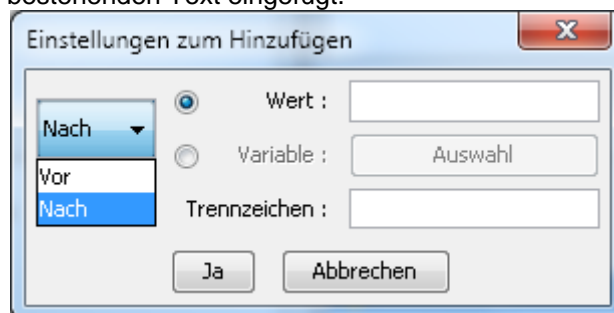 bestehenden Text eingefügt.
Einstellungen zum Hinzufügen
Wert :
Nach
Variable :
Auswahl
Vor
Nach
Trennzeichen :
Ja
Abbrechen